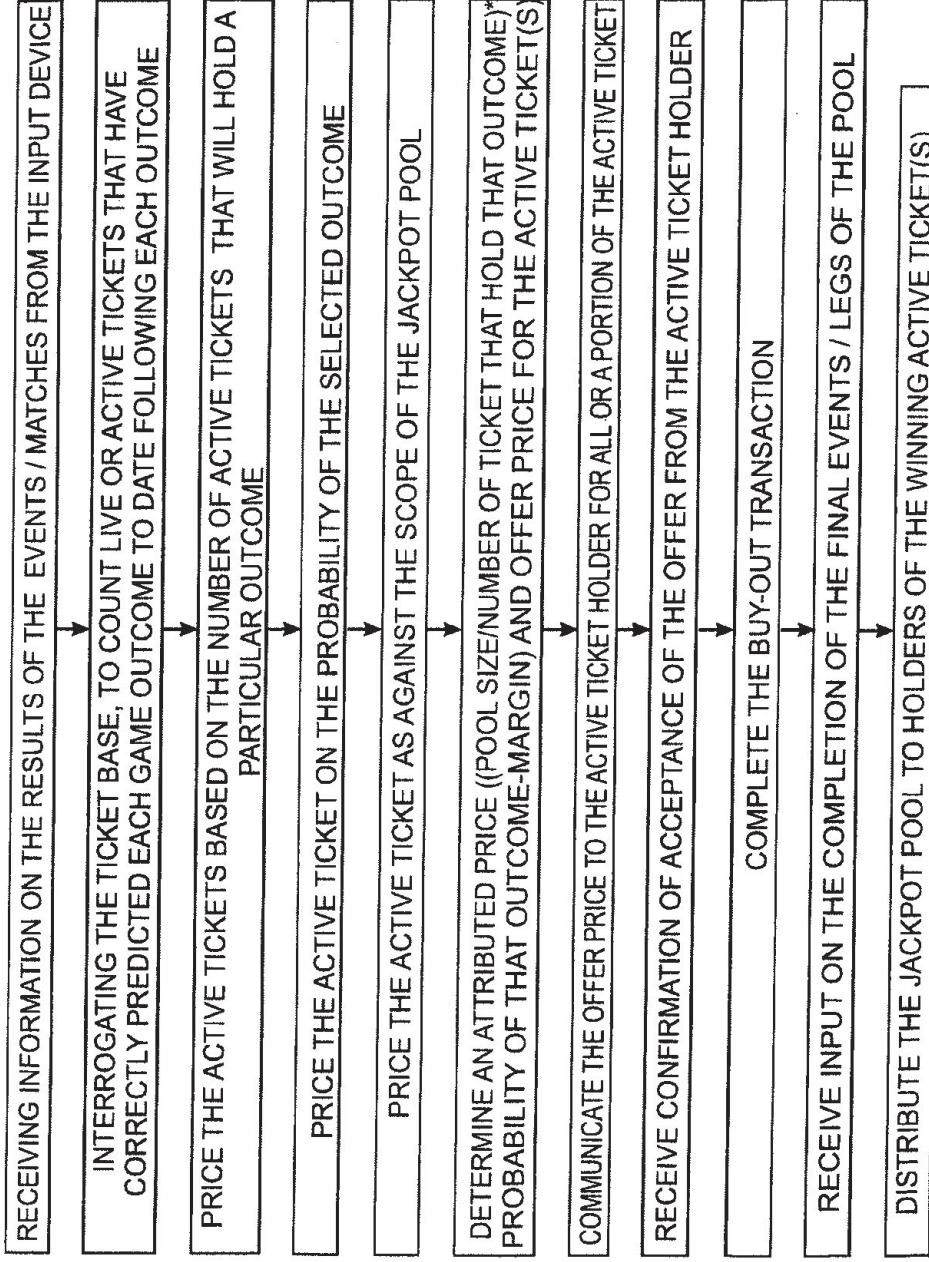 RECEIVING INFORMATION ON THE RESULTS OF THE EVENTS / MATCHES FROM THE INPUT DEVICE
INTERROGATING THE TICKET BASE, TO COUNT LIVE OR ACTIVE TICKETS THAT HAVE
CORRECTLY PREDICTED EACH GAME OUTCOME TO DATE FOLLOWING EACH OUTCOME
PRICE THE ACTIVE TICKETS BASED ON THE NUMBER OF ACTIVE TICKETS THAT WILL HOLD A
PARTICULAR OUTCOME
PRICE THE ACTIVE TICKET ON THE PROBABILITY OF THE SELECTED OUTCOME
PRICE THE ACTIVE TICKET AS AGAINST THE SCOPE OF THE JACKPOT POOL
DETERMINE AN ATTRIBUTED PRICE ((POOL SIZE/NUMBER OF TICKET THAT HOLD THAT OUTCOME)*
PROBABILITY OF THAT OUTCOME-MARGIN) AND OFFER PRICE FOR THE ACTIVE TICKET(S)
COMMUNICATE THE OFFER PRICE TO THE ACTIVE TICKET HOLDER FOR ALL OR A PORTION OF THE ACTIVE TICKET
RECEIVE CONFIRMATION OF ACCEPTANCE OF THE OFFER FROM THE ACTIVE TICKET HOLDER
COMPLETE THE BUY-OUT TRANSACTION
RECEIVE INPUT ON THE COMPLETION OF THE FINAL EVENTS / LEGS OF THE POOL
DISTRIBUTE THE JACKPOT POOL TO HOLDERS OF THE WINNING ACTIVE TICKET(S)